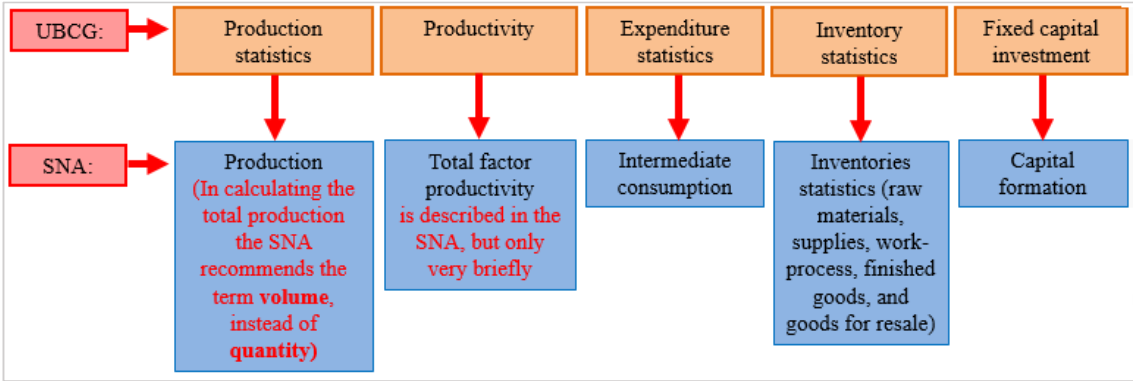 UBCG:
Production
statistics
Productivity
Expenditure
statistics
Inventory
statistics
Fixed capital
investment
SNA:
Production
(In calculating the
total production
the SNA
recommends the
term volume,
instead of
quantity)
Total factor
productivity
is described in the
SNA, but only
very briefly
Intermediate
consumption
Inventories
statistics (raw
materials,
supplies, work-
process, finished
goods, and
goods for resale)
Capital
formation